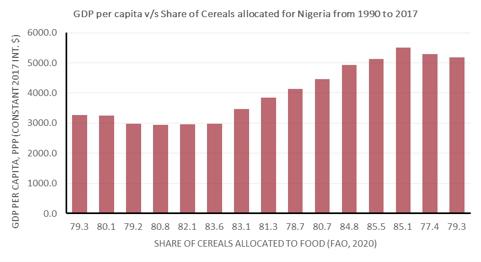 GDP per capita v/s Share of Cereals allocated for Nigeria from 1990 to 2017
GDP PER CAPITA, PPP (CONSTANT 2017 INT. $)
6000.0
5000.0
4000.0
3000.0
2000.0
1000.0
0.0
79.3 80.1 79.2 80.8 82.1 83.6 83.1 81.3 78.7 80.7 84.8 85.5 85.1 77.4 79.3
SHARE OF CEREALS ALLOCATED TO FOOD (FAO, 2020)